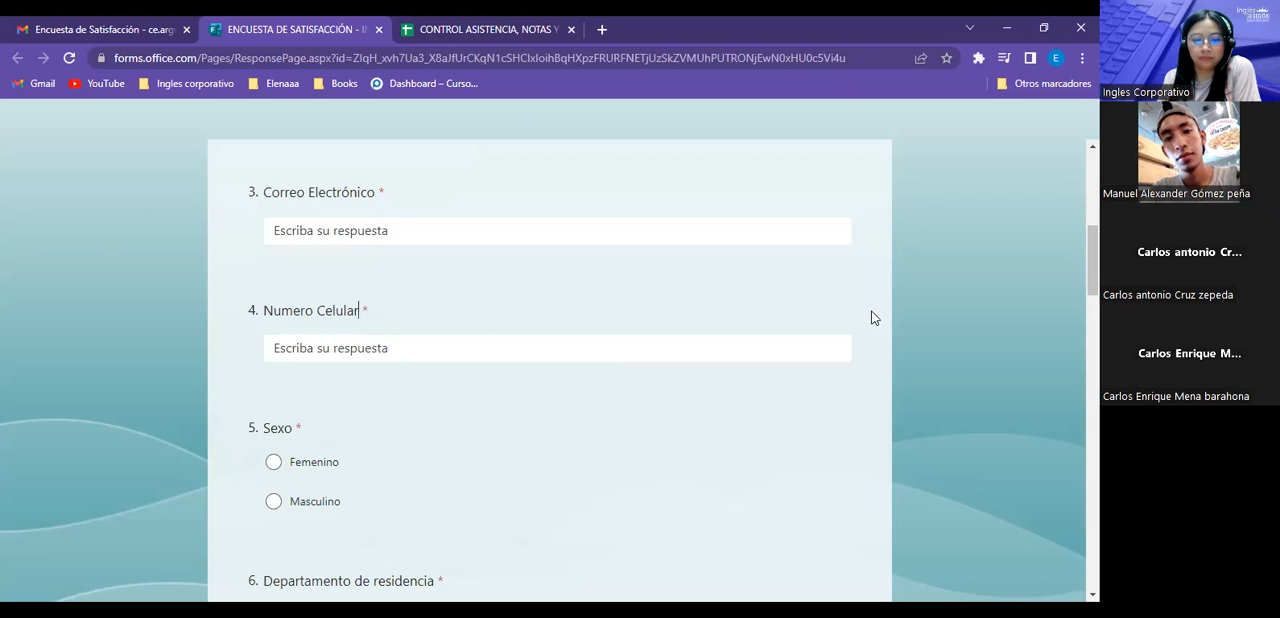 Encuesta de Satisfacción - ce.arg
ENCUESTA DE SATISFACCIÓN - I
CONTROL ASISTENCIA, NOTAS Y
forms.office.com/Pages/ResponsePage.aspx?id=ZIqH_xvh7Ua3_X8aJfUrCKqN1cSHCIxIoihBqHXpzFRURFNETjUzSkZVMUhPUTRONjEwN0xHU0c5Vi4u
E
Gmail
YouTube
Ingles corporativo
Elenaaa
Books
Dashboard – Curso...
Otros marcadores
3. Correo Electrónico *
Escriba su respuesta
4. Numero Celular *
Escriba su respuesta
5. Sexo *
Femenino
Masculino
6. Departamento de residencia *
Ingles Corporativo
Manuel Alexander Gómez peña
Carlos antonio Cr...
Carlos antonio Cruz zepeda
Carlos Enrique M...
Carlos Enrique Mena barahona